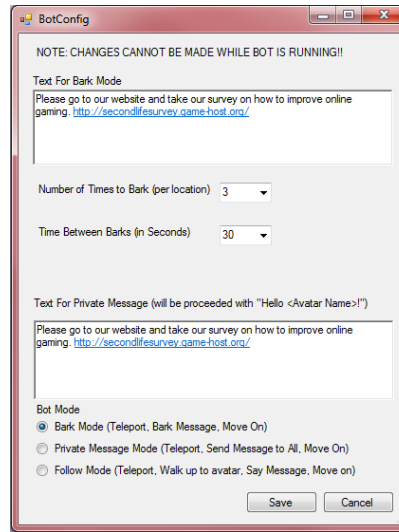 BotConfig
NOTE: CHANGES CANNOT BE MADE WHILE BOT IS RUNNING!!
Text For Bark Mode
Please go to our website and take our survey on how to improve online
gaming. http://secondlifesurvey.game-host.org/
Number of Times to Bark (per location) 3
Time Between Barks (in Seconds) 30
Text For Private Message (will be proceeded with "Hello <Avatar Name>!")
Please go to our website and take our survey on how to improve online
gaming. http://secondlifesurvey.game-host.org/
Bot Mode
Bark Mode (Teleport, Bark Message, Move On)
Private Message Mode (Teleport, Send Message to All, Move On)
Follow Mode (Teleport, Walk up to avatar, Say Message, Move on)
Save Cancel